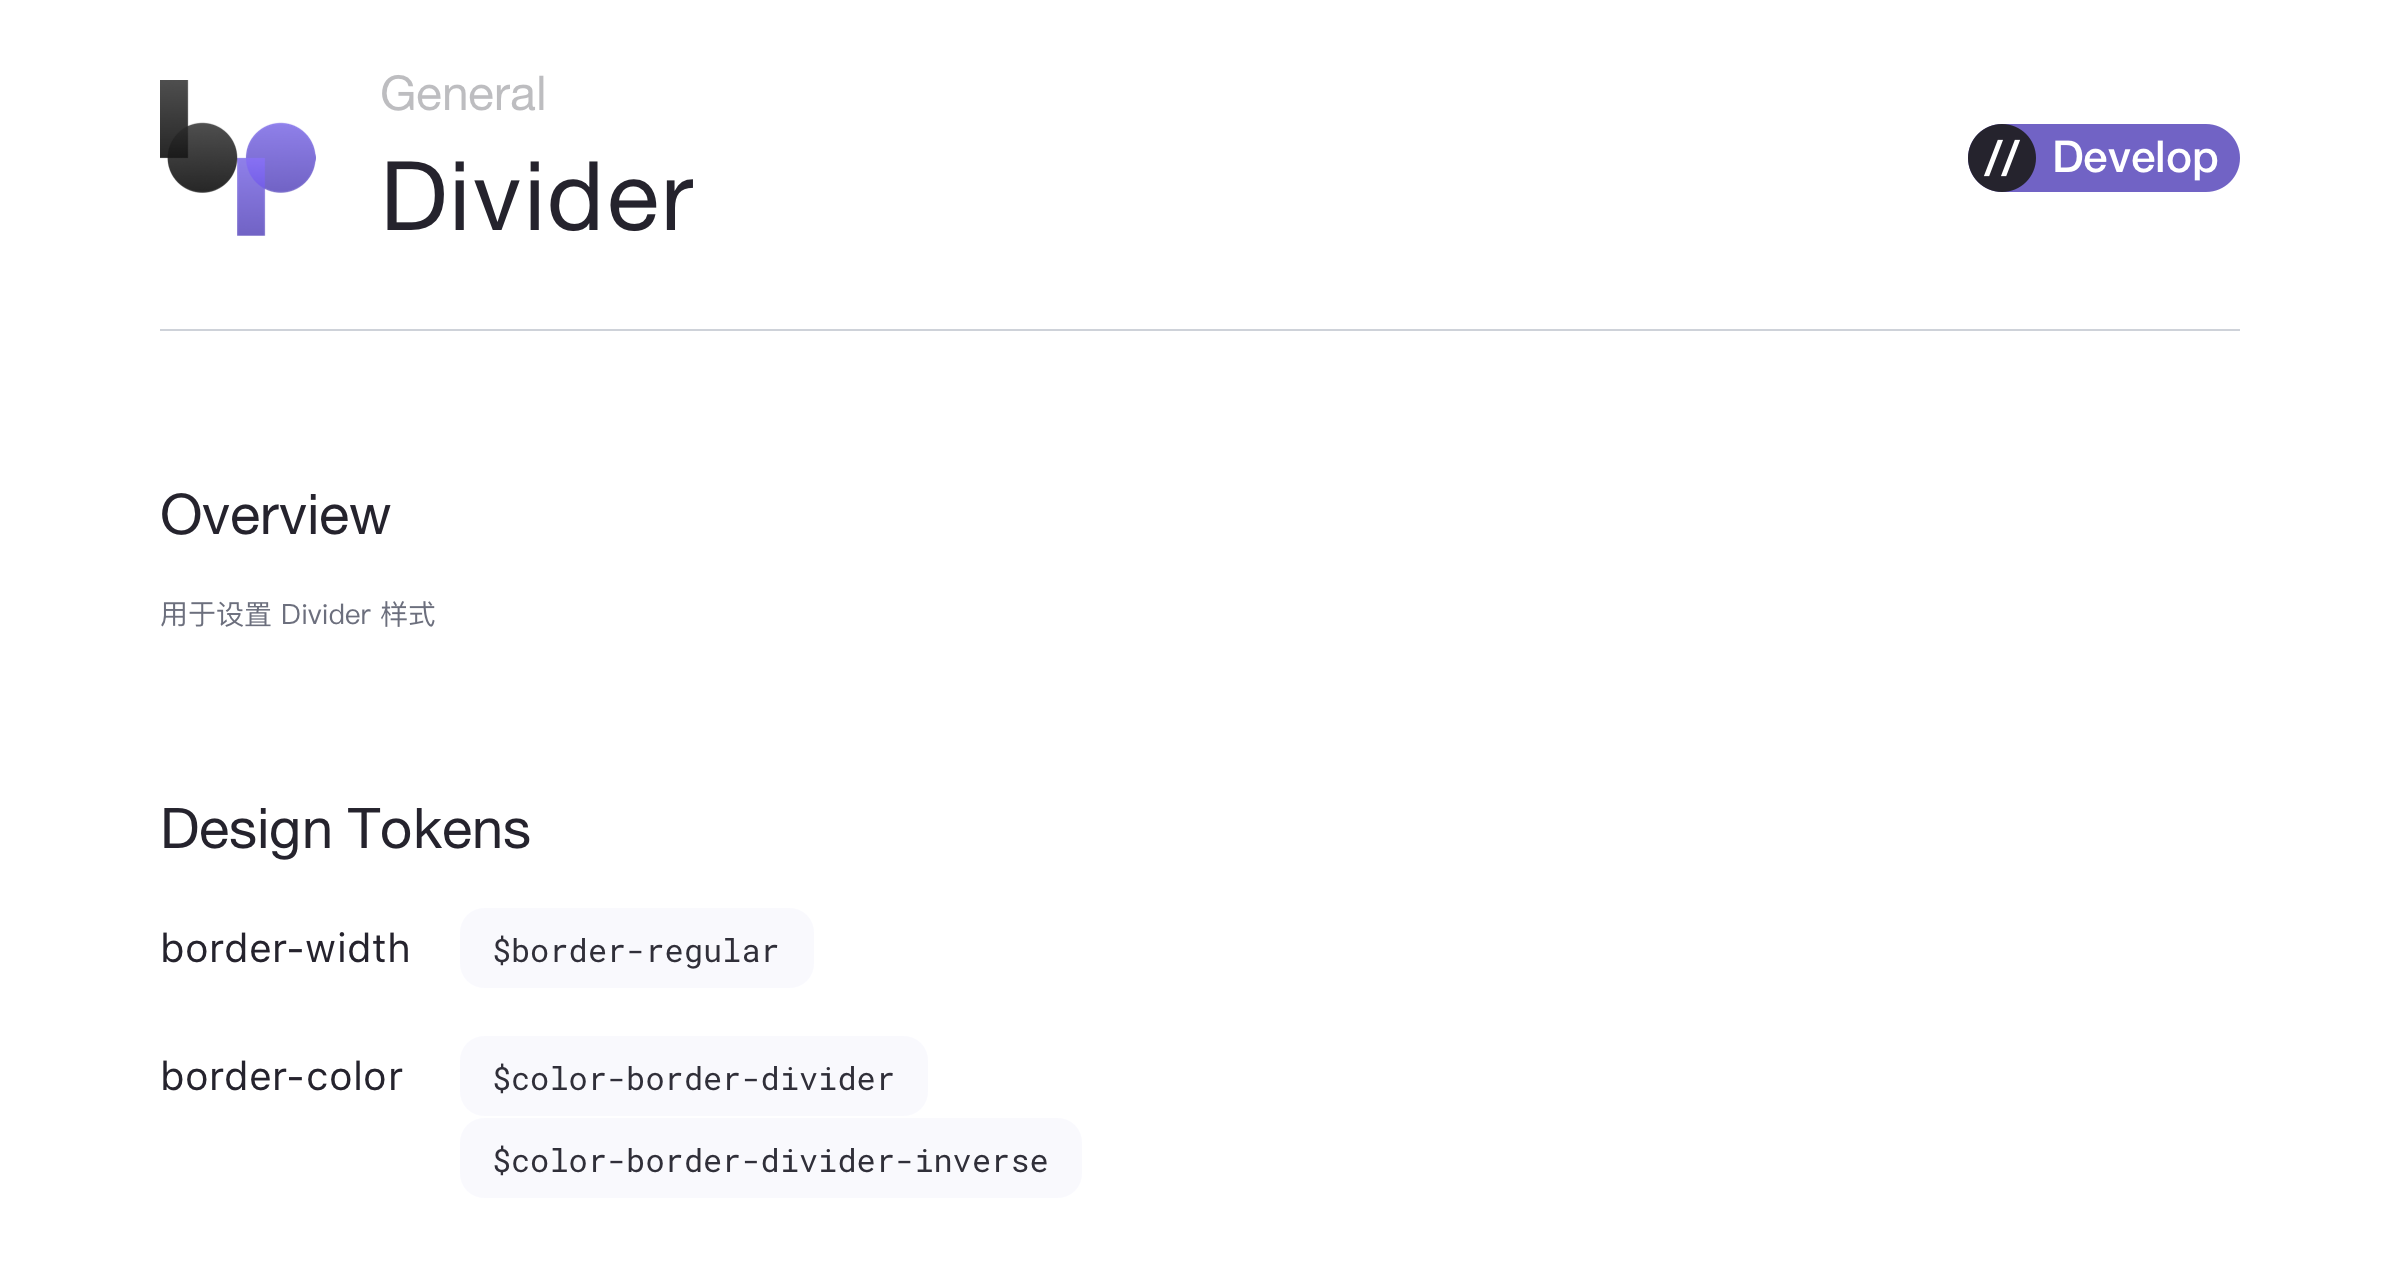 bp
General
Divider
// Develop
Overview
用于设置 Divider 样式
Design Tokens
border-width $border-regular
border-color $color-border-divider
$color-border-divider-inverse